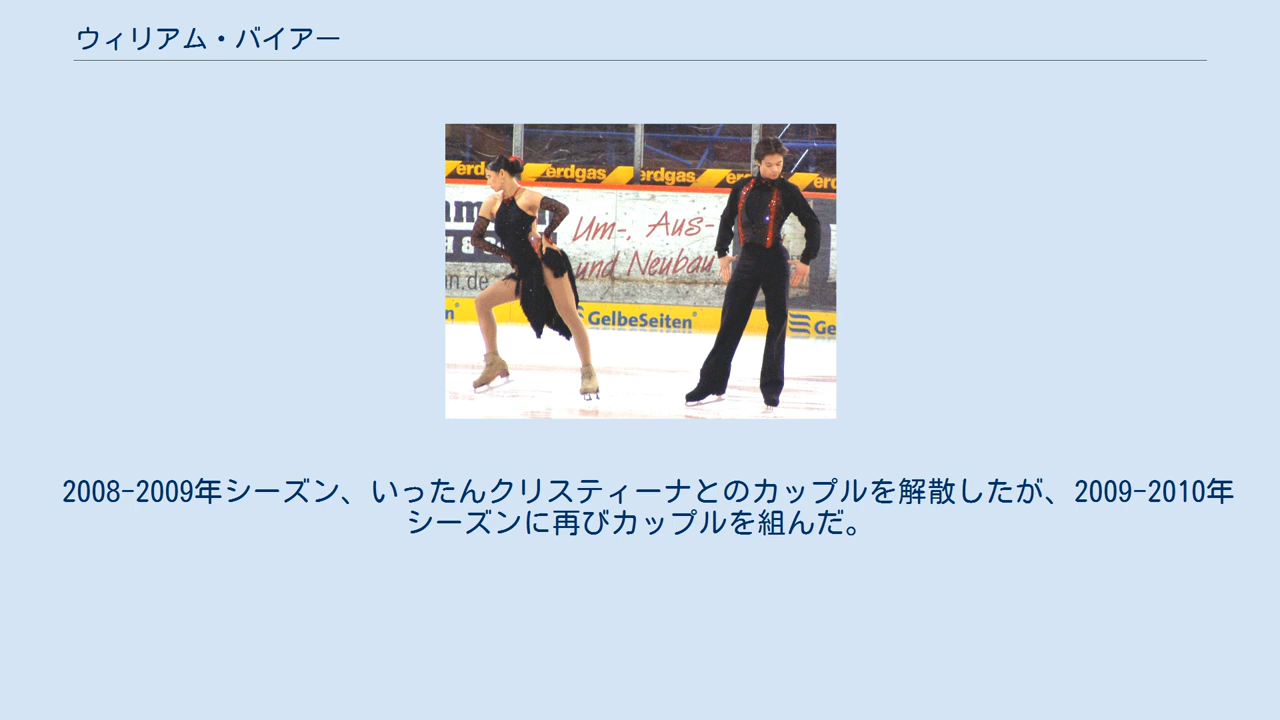 ウィリアム・バイアー
erdgas erdgas erdgas
Um-, Aus-
und Neubau
n.de
GelbeSeiten
2008-2009年シーズン、いったんクリスティーナとのカップルを解散したが、2009-2010年
シーズンに再びカップルを組んだ。